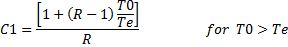 C1 = [1 + (R − 1) T0/Te] / R for T0 > Te